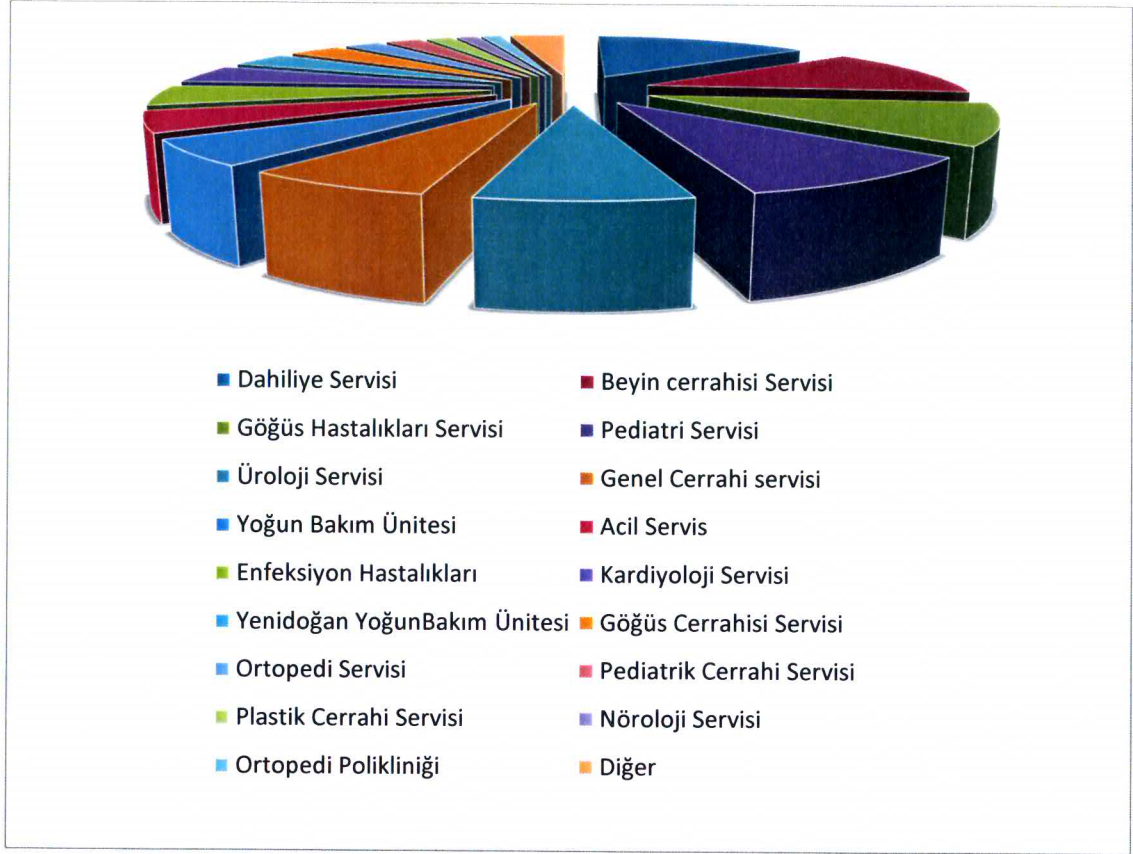 Dahiliye Servisi
Beyin cerrahisi Servisi
Göğüs Hastalıkları Servisi
Pediatri Servisi
Üroloji Servisi
Genel Cerrahi servisi
Yoğun Bakım Ünitesi
Acil Servis
Enfeksiyon Hastalıkları
Kardiyoloji Servisi
Yenidoğan YoğunBakım Ünitesi
Göğüs Cerrahisi Servisi
Ortopedi Servisi
Pediatrik Cerrahi Servisi
Plastik Cerrahi Servisi
Nöroloji Servisi
Ortopedi Polikliniği
Diğer